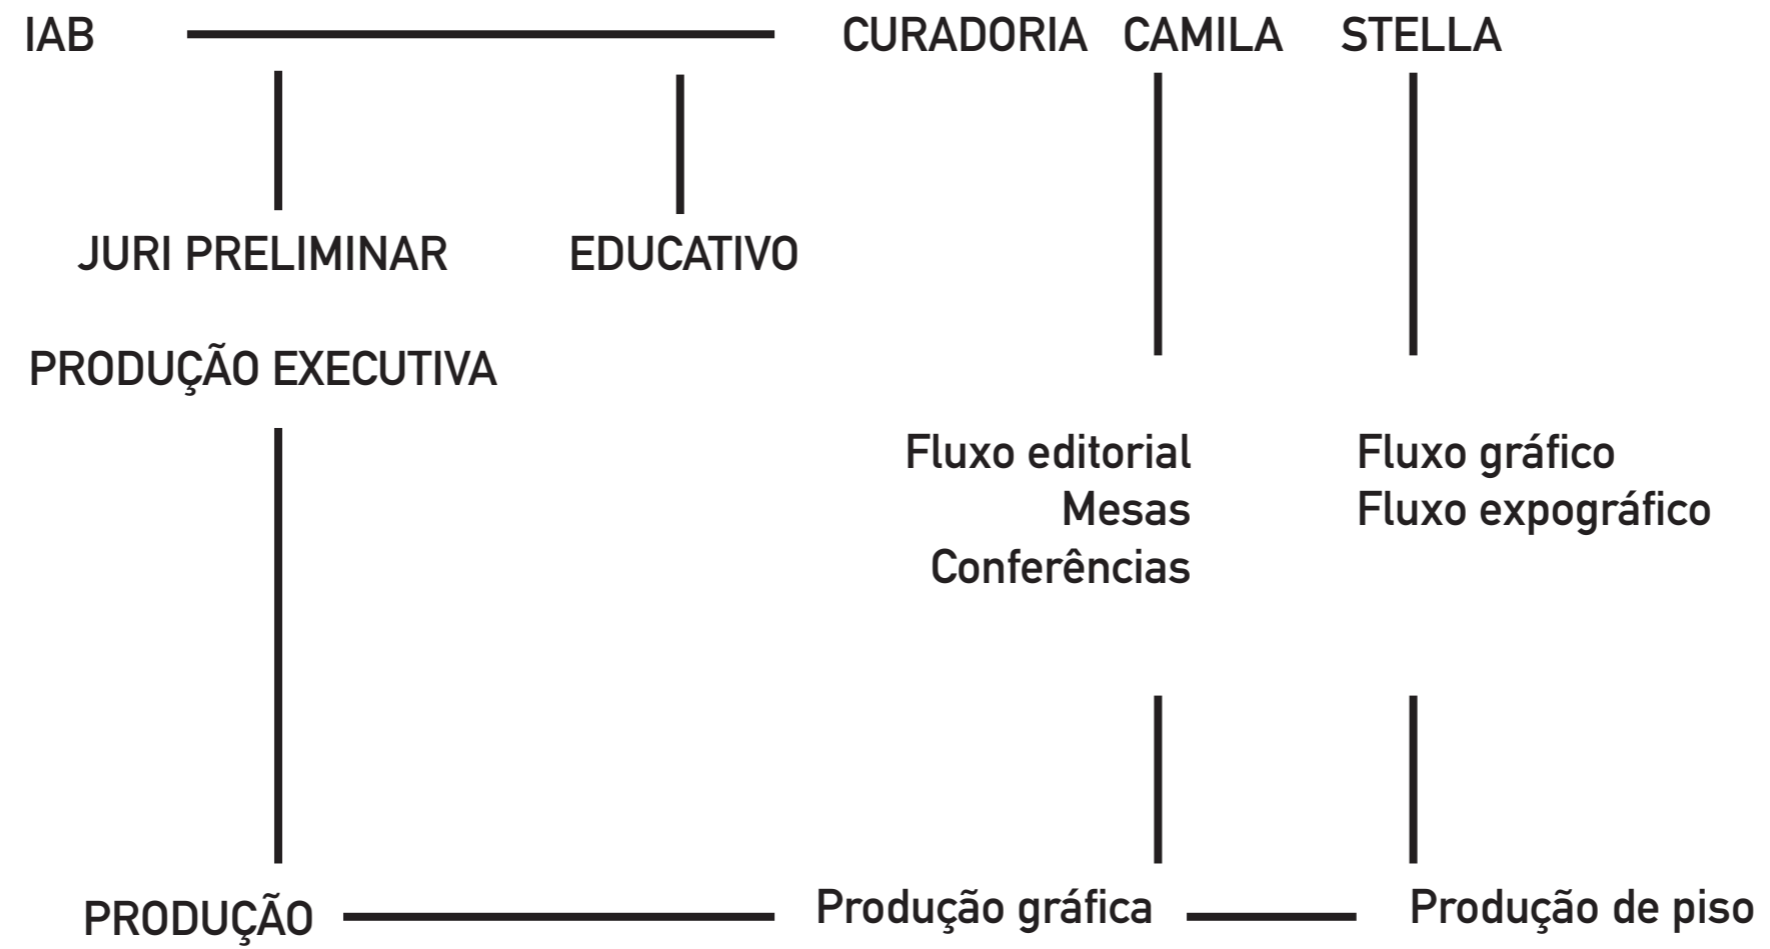 IAB CURADORIA CAMILA STELLA
JURI PRELIMINAR EDUCATIVO
PRODUÇÃO EXECUTIVA
Fluxo editorial
Mesas
Conferências
Fluxo gráfico
Fluxo expográfico
PRODUÇÃO Produção gráfica Produção de piso